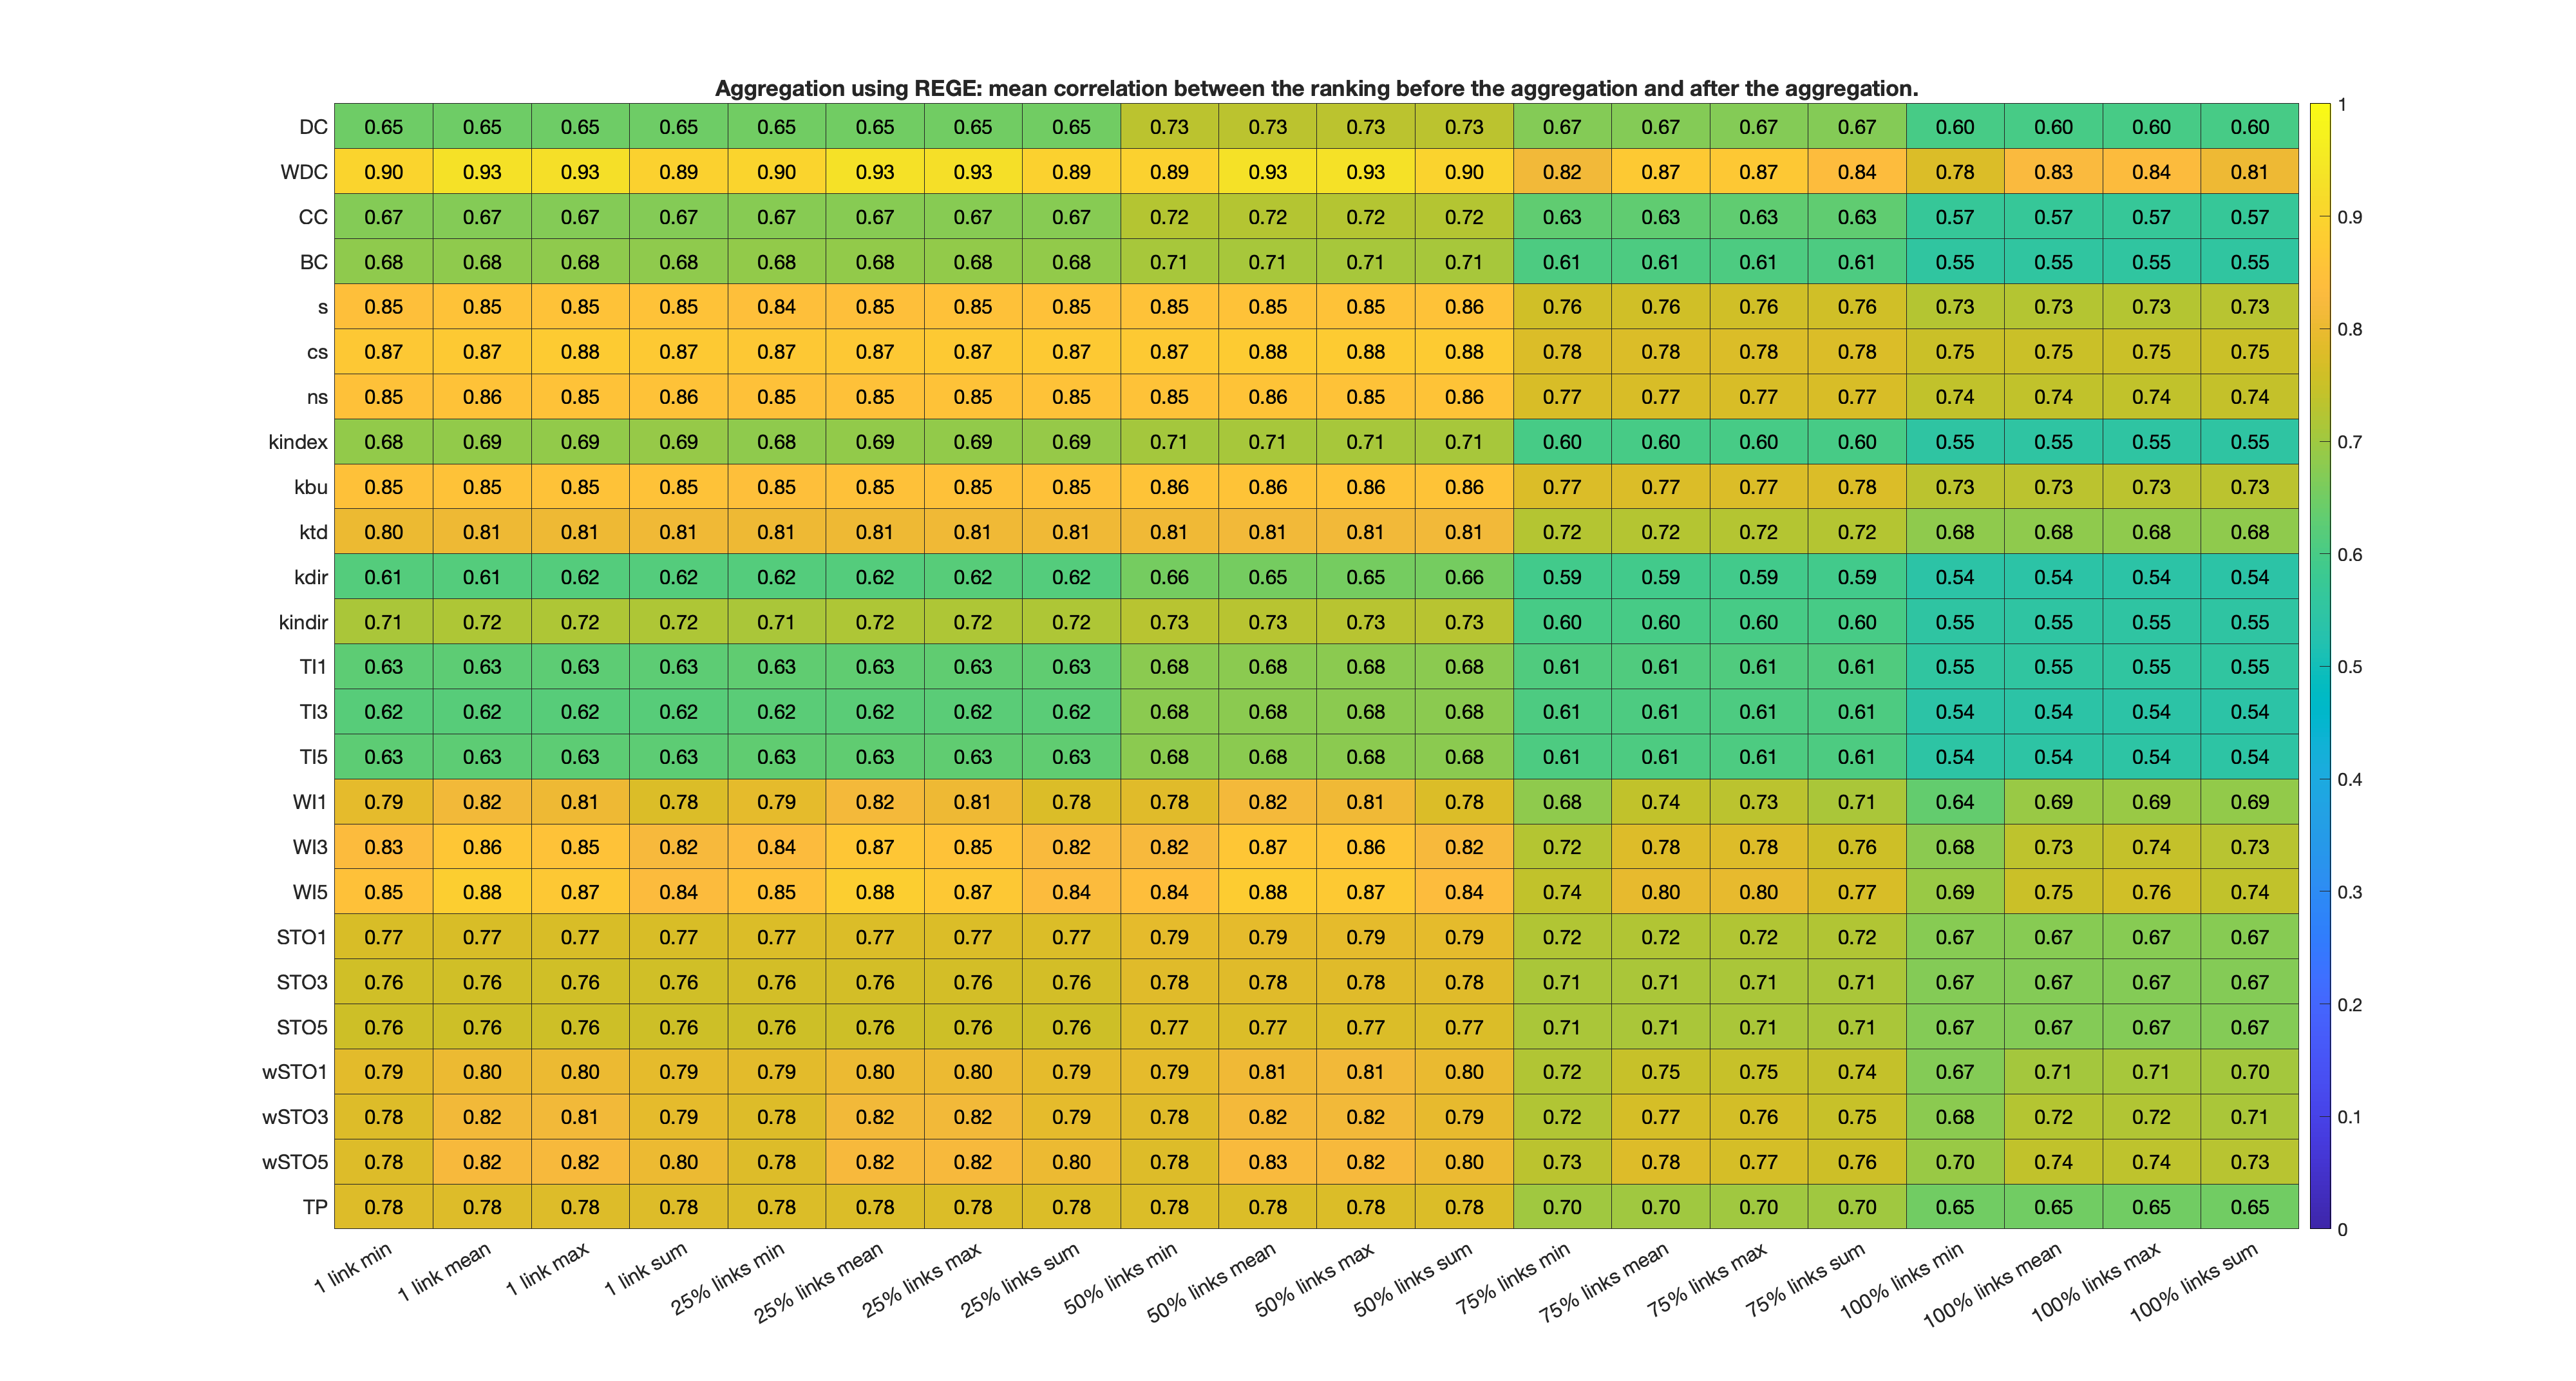 Aggregation using REGE: mean correlation between the ranking before the aggregation and after the aggregation.
DC 0.65 0.65 0.65 0.65 0.65 0.65 0.65 0.65 0.73 0.73 0.73 0.73 0.67 0.67 0.67 0.67 0.60 0.60 0.60 0.60
WDC 0.90 0.93 0.93 0.89 0.90 0.93 0.93 0.89 0.89 0.93 0.93 0.90 0.82 0.87 0.87 0.84 0.78 0.83 0.84 0.81
CC 0.67 0.67 0.67 0.67 0.67 0.67 0.67 0.67 0.72 0.72 0.72 0.72 0.63 0.63 0.63 0.63 0.57 0.57 0.57 0.57
BC 0.68 0.68 0.68 0.68 0.68 0.68 0.68 0.68 0.71 0.71 0.71 0.71 0.61 0.61 0.61 0.61 0.55 0.55 0.55 0.55
s 0.85 0.85 0.85 0.85 0.84 0.85 0.85 0.85 0.85 0.85 0.85 0.86 0.76 0.76 0.76 0.76 0.73 0.73 0.73 0.73
cs 0.87 0.87 0.88 0.87 0.87 0.87 0.87 0.87 0.87 0.88 0.88 0.88 0.78 0.78 0.78 0.78 0.75 0.75 0.75 0.75
ns 0.85 0.86 0.85 0.86 0.85 0.85 0.85 0.85 0.85 0.86 0.85 0.86 0.77 0.77 0.77 0.77 0.74 0.74 0.74 0.74
kindex 0.68 0.69 0.69 0.69 0.68 0.69 0.69 0.69 0.71 0.71 0.71 0.71 0.60 0.60 0.60 0.60 0.55 0.55 0.55 0.55
kbu 0.85 0.85 0.85 0.85 0.85 0.85 0.85 0.85 0.86 0.86 0.86 0.86 0.77 0.77 0.77 0.78 0.73 0.73 0.73 0.73
ktd 0.80 0.81 0.81 0.81 0.81 0.81 0.81 0.81 0.81 0.81 0.81 0.81 0.72 0.72 0.72 0.72 0.68 0.68 0.68 0.68
kdir 0.61 0.61 0.62 0.62 0.62 0.62 0.62 0.62 0.66 0.65 0.65 0.66 0.59 0.59 0.59 0.59 0.54 0.54 0.54 0.54
kindir 0.71 0.72 0.72 0.72 0.71 0.72 0.72 0.72 0.73 0.73 0.73 0.73 0.60 0.60 0.60 0.60 0.55 0.55 0.55 0.55
TI1 0.63 0.63 0.63 0.63 0.63 0.63 0.63 0.63 0.68 0.68 0.68 0.68 0.61 0.61 0.61 0.61 0.55 0.55 0.55 0.55
TI3 0.62 0.62 0.62 0.62 0.62 0.62 0.62 0.62 0.68 0.68 0.68 0.68 0.61 0.61 0.61 0.61 0.54 0.54 0.54 0.54
TI5 0.63 0.63 0.63 0.63 0.63 0.63 0.63 0.63 0.68 0.68 0.68 0.68 0.61 0.61 0.61 0.61 0.54 0.54 0.54 0.54
WI1 0.79 0.82 0.81 0.78 0.79 0.82 0.81 0.78 0.78 0.82 0.81 0.78 0.68 0.74 0.73 0.71 0.64 0.69 0.69 0.69
WI3 0.83 0.86 0.85 0.82 0.84 0.87 0.85 0.82 0.82 0.87 0.86 0.82 0.72 0.78 0.78 0.76 0.68 0.73 0.74 0.73
WI5 0.85 0.88 0.87 0.84 0.85 0.88 0.87 0.84 0.84 0.88 0.87 0.84 0.74 0.80 0.80 0.77 0.69 0.75 0.76 0.74
STO1 0.77 0.77 0.77 0.77 0.77 0.77 0.77 0.77 0.79 0.79 0.79 0.79 0.72 0.72 0.72 0.72 0.67 0.67 0.67 0.67
STO3 0.76 0.76 0.76 0.76 0.76 0.76 0.76 0.76 0.78 0.78 0.78 0.78 0.71 0.71 0.71 0.71 0.67 0.67 0.67 0.67
STO5 0.76 0.76 0.76 0.76 0.76 0.76 0.76 0.76 0.77 0.77 0.77 0.77 0.71 0.71 0.71 0.71 0.67 0.67 0.67 0.67
wSTO1 0.79 0.80 0.80 0.79 0.79 0.80 0.80 0.79 0.79 0.81 0.81 0.80 0.72 0.75 0.75 0.74 0.67 0.71 0.71 0.70
wSTO3 0.78 0.82 0.81 0.79 0.78 0.82 0.82 0.79 0.78 0.82 0.82 0.79 0.72 0.77 0.76 0.75 0.68 0.72 0.72 0.71
wSTO5 0.78 0.82 0.82 0.80 0.78 0.82 0.82 0.80 0.78 0.83 0.82 0.80 0.73 0.78 0.77 0.76 0.70 0.74 0.74 0.73
TP 0.78 0.78 0.78 0.78 0.78 0.78 0.78 0.78 0.78 0.78 0.78 0.78 0.70 0.70 0.70 0.70 0.65 0.65 0.65 0.65
1 link min
1 link mean
1 link max
1 link sum
25% links min
25% links mean
25% links max
25% links sum
50% links min
50% links mean
50% links max
50% links sum
75% links min
75% links mean
75% links max
75% links sum
100% links min
100% links mean
100% links max
100% links sum
1
0.9
0.8
0.7
0.6
0.5
0.4
0.3
0.2
0.1
0